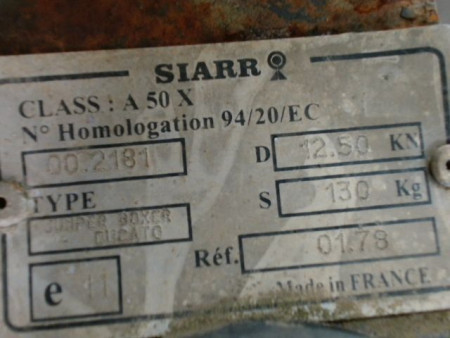 SIARR
CLASS : A 50 X
N° Homologation 94/20/EC
00.2181 D 12.50 KN
TYPE S 130 Kg
JUMPER BOXER
DUCATO
Réf. 01.78
e 11
Made in FRANCE